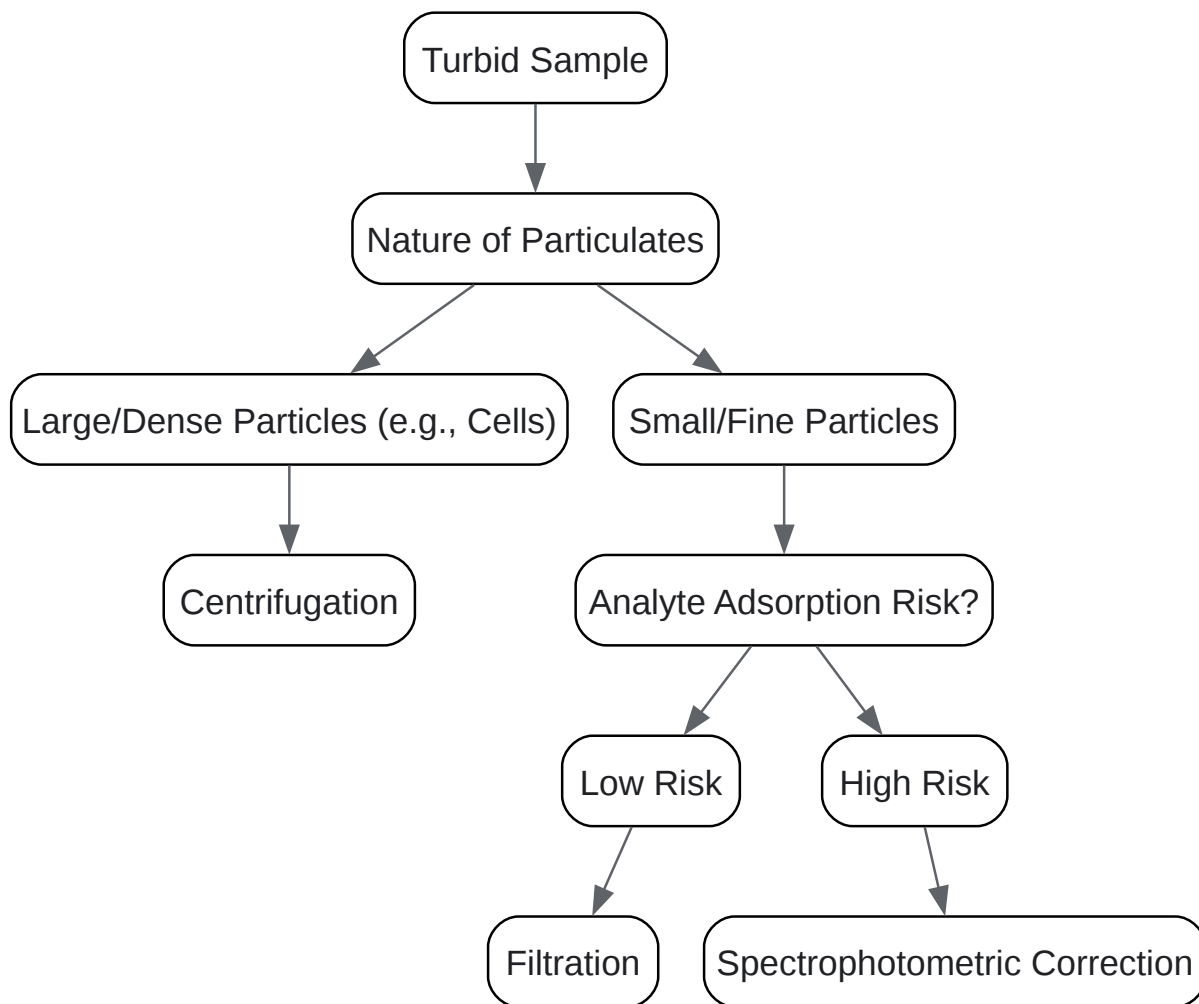 Turbid Sample
Nature of Particulates
Large/Dense Particles (e.g., Cells)
Small/Fine Particles
Centrifugation
Analyte Adsorption Risk?
Low Risk
High Risk
Filtration
Spectrophotometric Correction